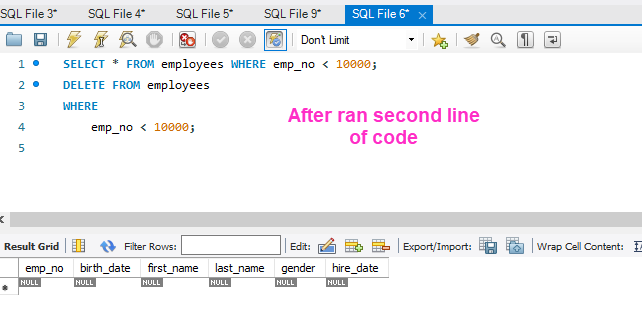 SQL File 3* SQL File 4* SQL File 5* SQL File 9* SQL File 6*
Don't Limit
1 SELECT * FROM employees WHERE emp_no < 10000;
2 DELETE FROM employees
3 WHERE
4 emp_no < 10000;
5
After ran second line
of code
Result Grid Filter Rows: Edit: Export/Import: Wrap Cell Content:
emp_no birth_date first_name last_name gender hire_date
NULL NULL NULL NULL NULL NULL